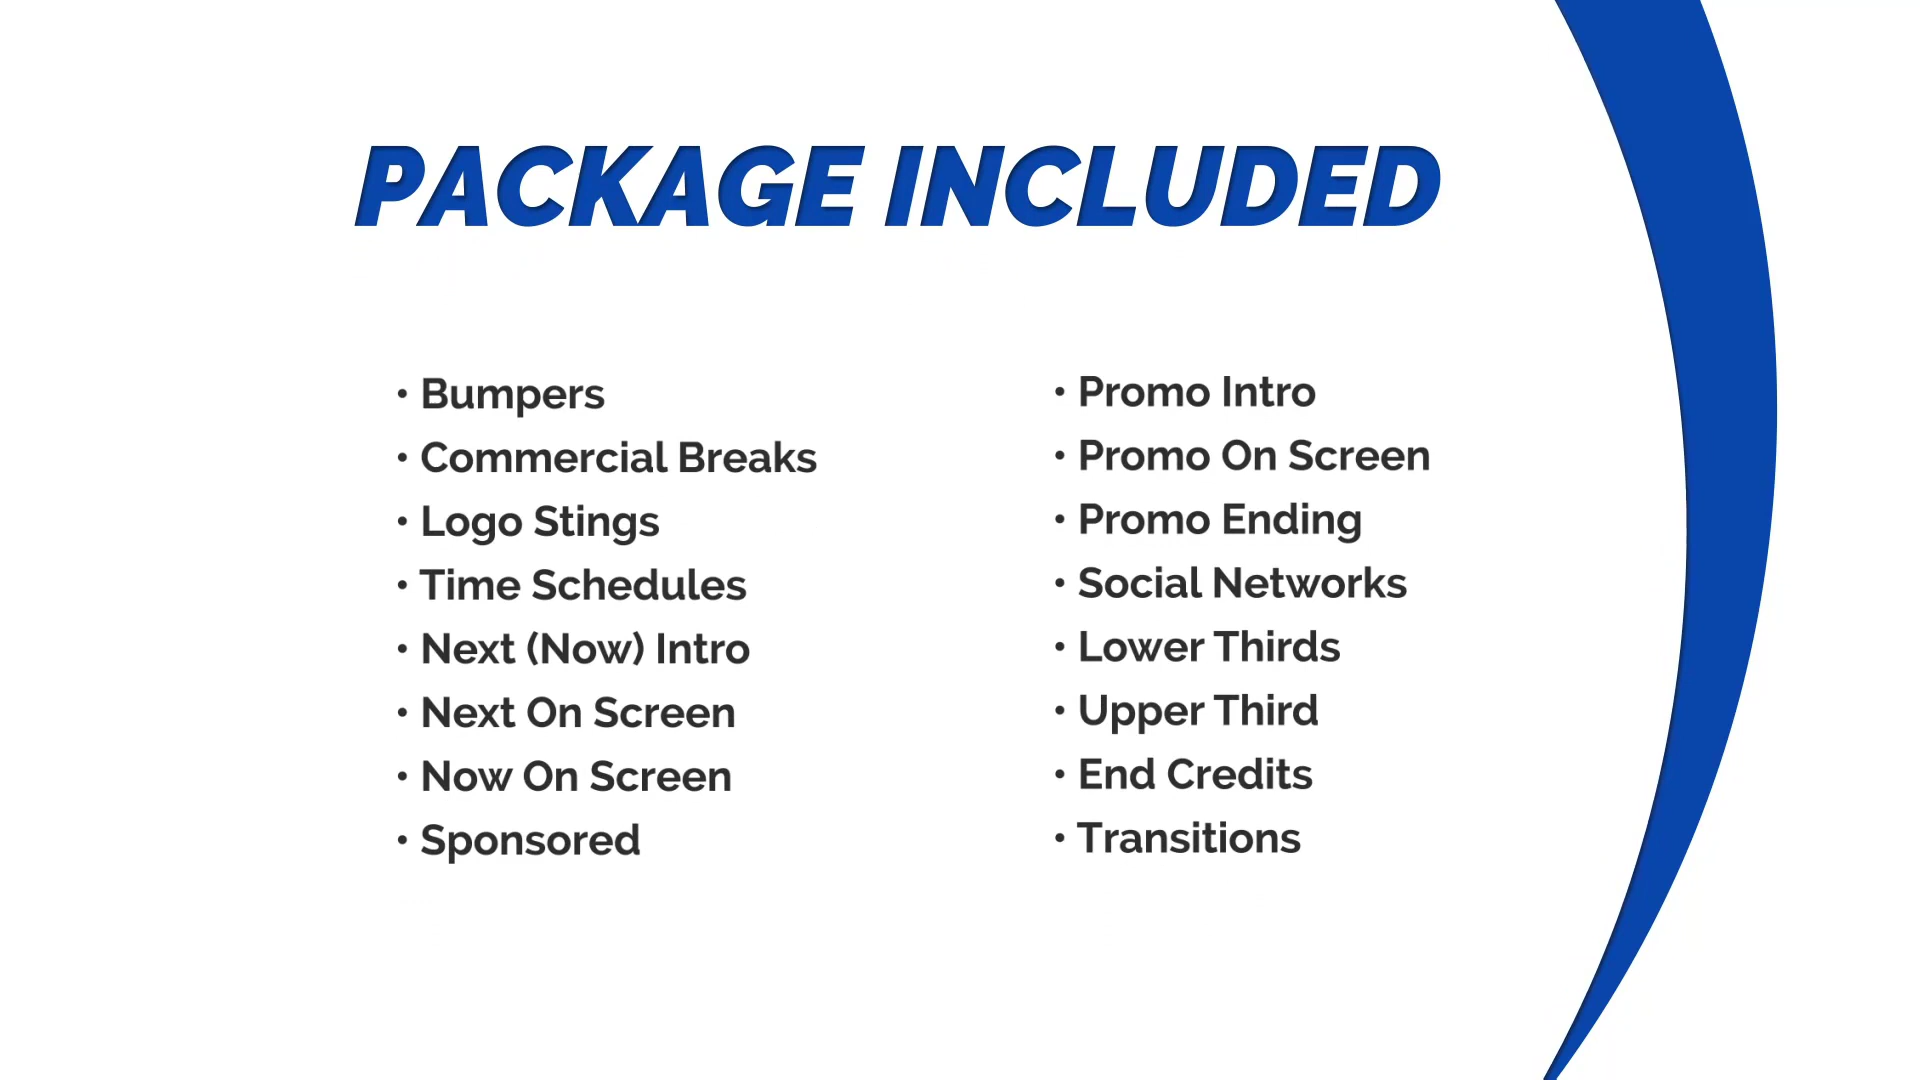 PACKAGE INCLUDED
• Bumpers
• Commercial Breaks
• Logo Stings
• Time Schedules
• Next (Now) Intro
• Next On Screen
• Now On Screen
• Sponsored
• Promo Intro
• Promo On Screen
• Promo Ending
• Social Networks
• Lower Thirds
• Upper Third
• End Credits
• Transitions